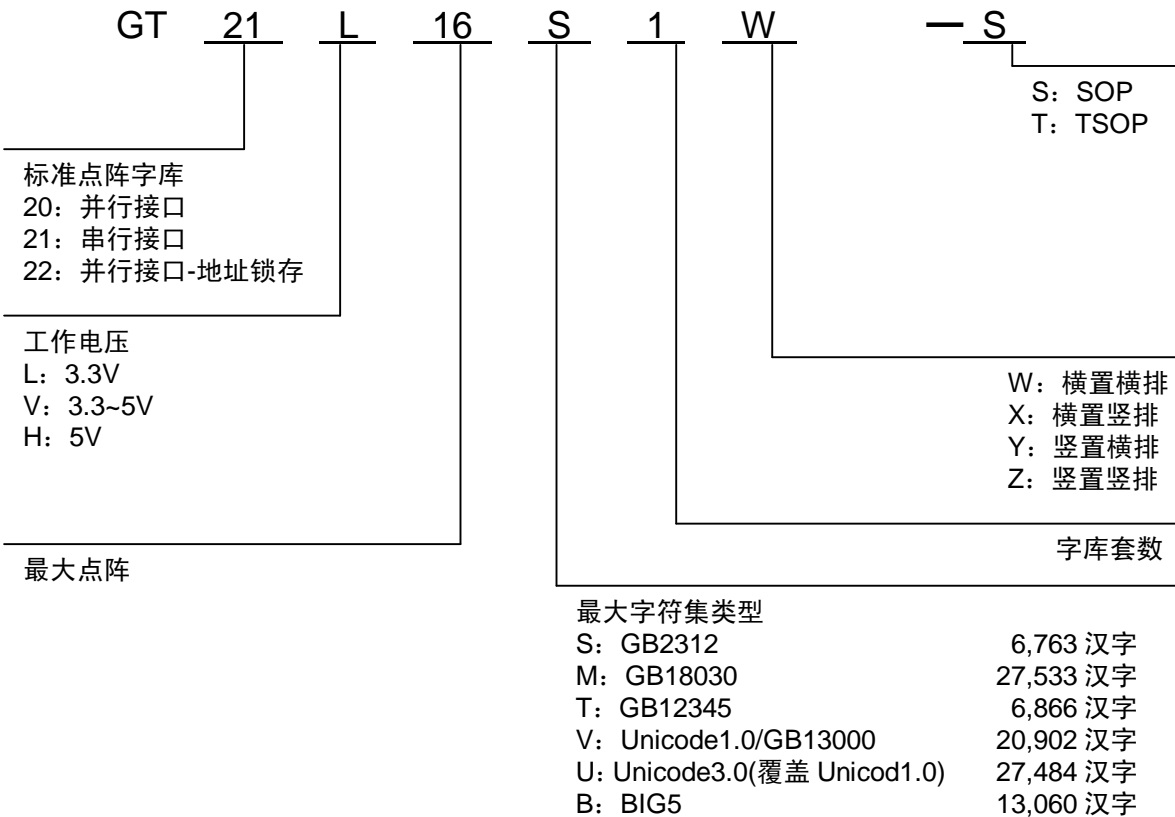 GT 21 L 16 S 1 W — S
S：SOP
T：TSOP
标准点阵字库
20：并行接口
21：串行接口
22：并行接口-地址锁存
工作电压
L：3.3V
V：3.3~5V
H：5V
W：横置横排
X：横置竖排
Y：竖置横排
Z：竖置竖排
字库套数
最大点阵
最大字符集类型
S：GB2312 6,763 汉字
M：GB18030 27,533 汉字
T：GB12345 6,866 汉字
V：Unicode1.0/GB13000 20,902 汉字
U：Unicode3.0(覆盖 Unicod1.0) 27,484 汉字
B：BIG5 13,060 汉字